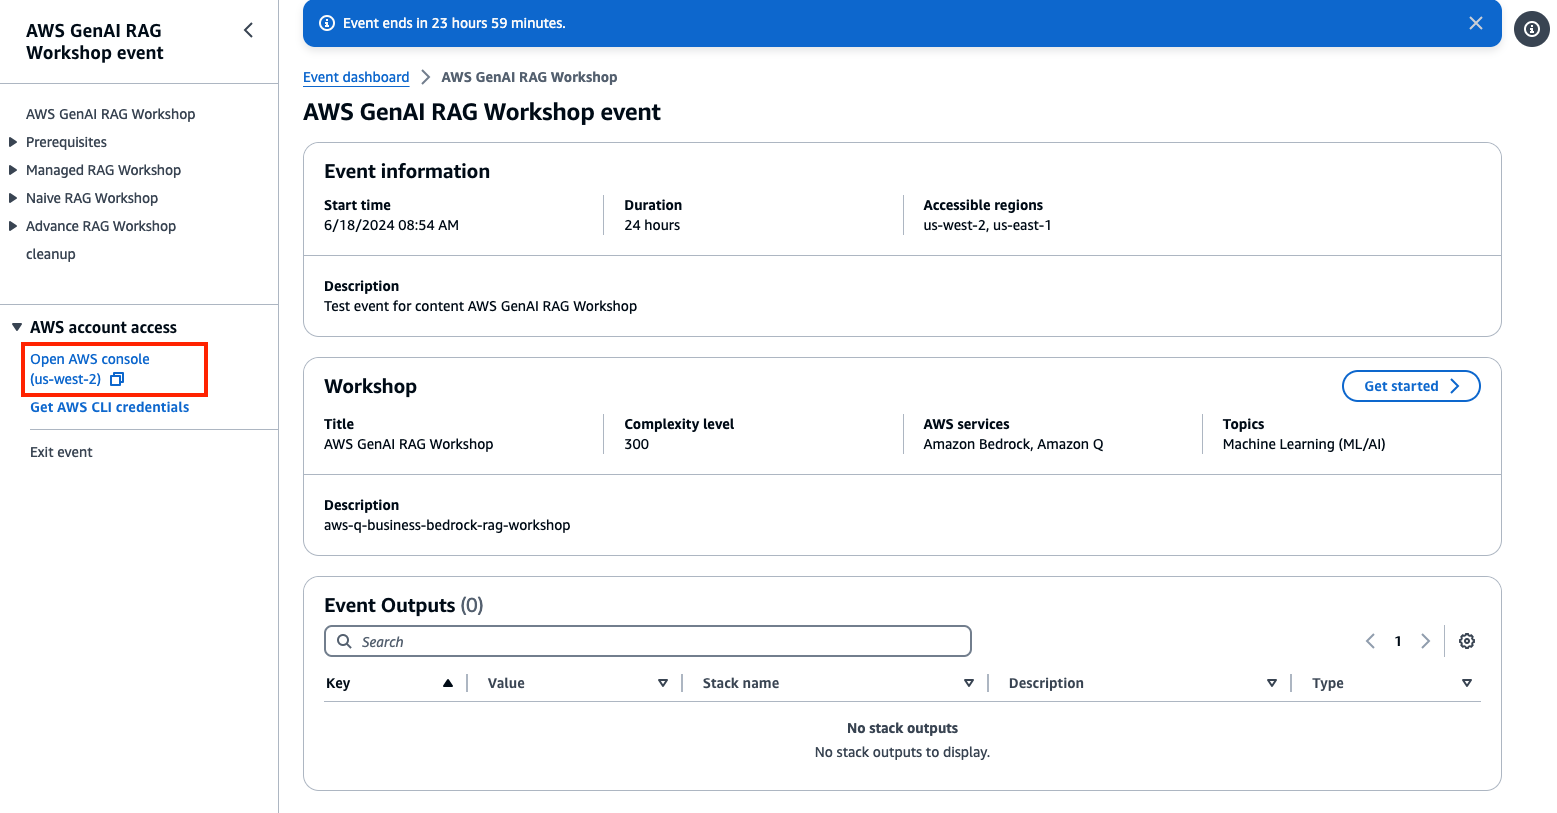 AWS GenAI RAG
Workshop event
AWS GenAI RAG Workshop
Prerequisites
Managed RAG Workshop
Naive RAG Workshop
Advance RAG Workshop
cleanup
AWS account access
Open AWS console
(us-west-2)
Get AWS CLI credentials
Exit event
Event ends in 23 hours 59 minutes.
Event dashboard
AWS GenAI RAG Workshop
AWS GenAI RAG Workshop event
Event information
Start time
6/18/2024 08:54 AM
Duration
24 hours
Accessible regions
us-west-2, us-east-1
Description
Test event for content AWS GenAI RAG Workshop
Workshop
Get started
Title
AWS GenAI RAG Workshop
Complexity level
300
AWS services
Amazon Bedrock, Amazon Q
Topics
Machine Learning (ML/AI)
Description
aws-q-business-bedrock-rag-workshop
Event Outputs (0)
Search
1
Key
Value
Stack name
Description
Type
No stack outputs
No stack outputs to display.